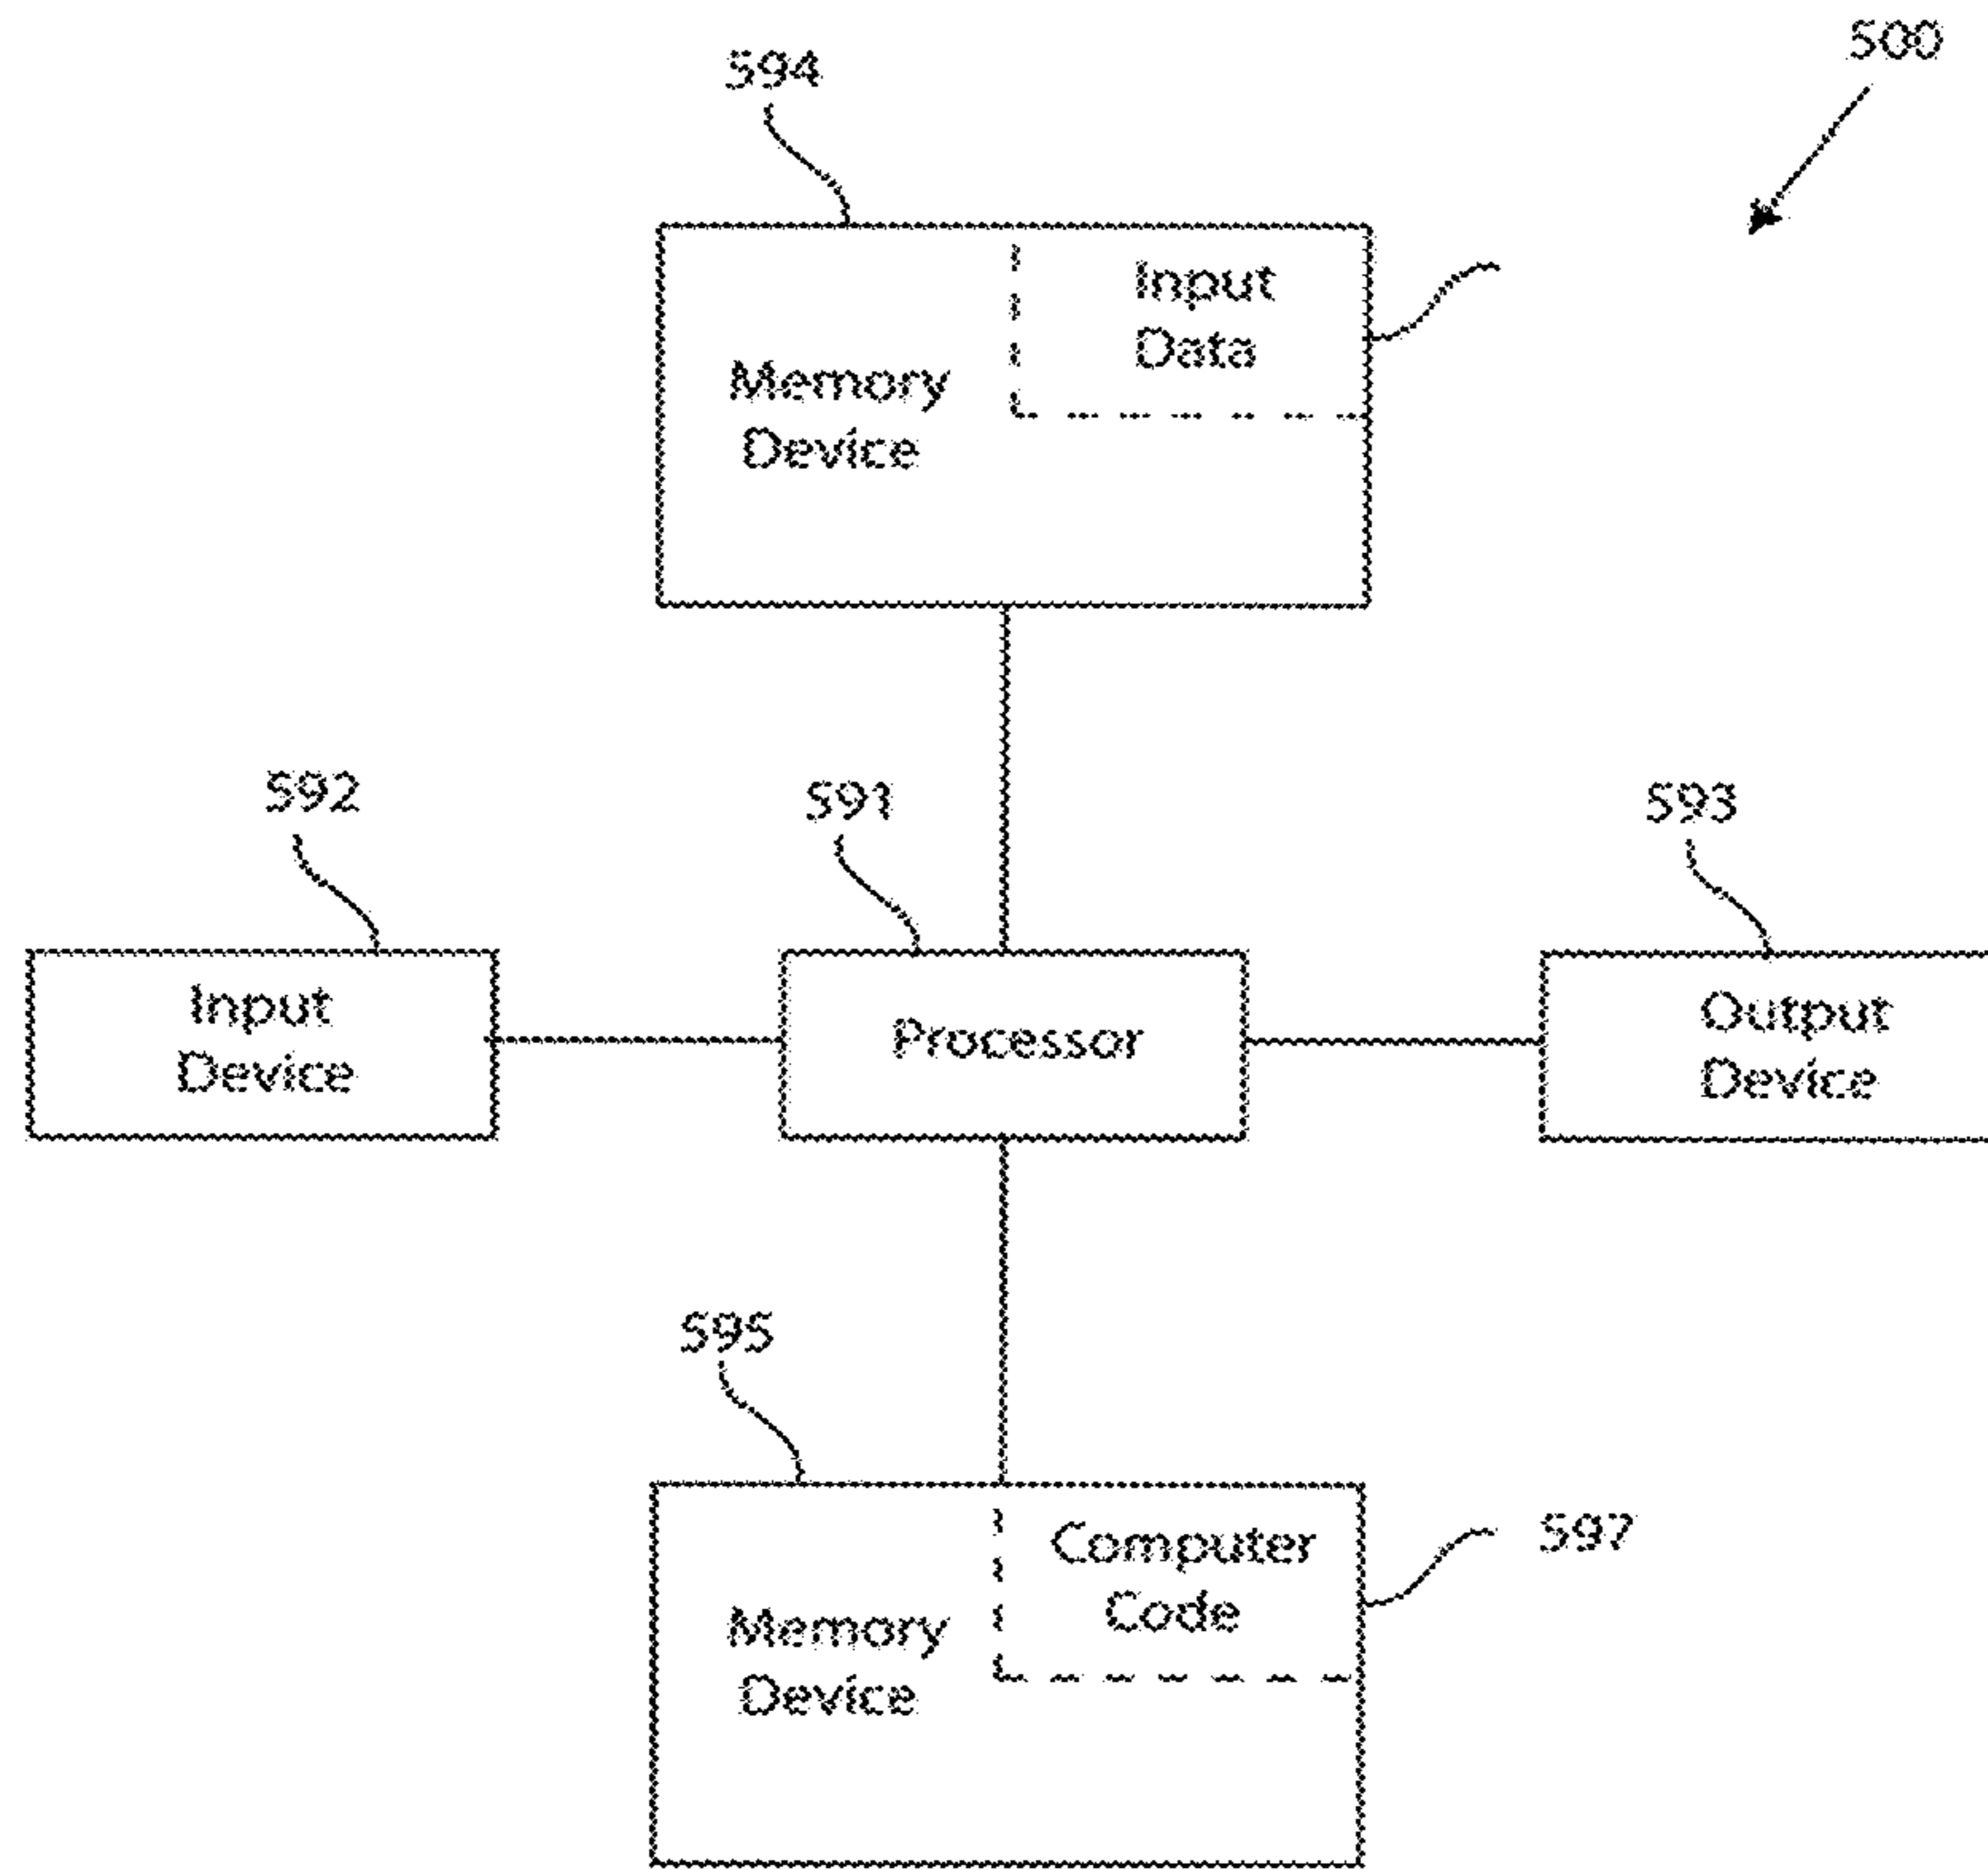 500
594
Input
Data
Memory
Device
592
591
593
Input
Device
Processor
Output
Device
595
Computer
Code
597
Memory
Device